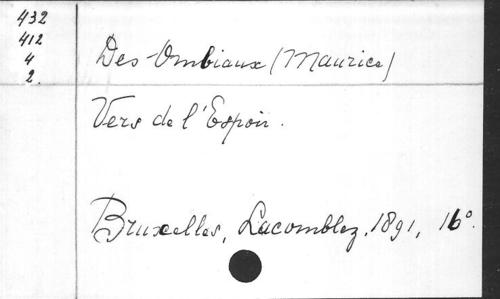 432
412
4
2.
Des Ombiaux (Maurice)
Vers de l'Espoir.
Bruxelles, Lacomblez, 1891, 16°.